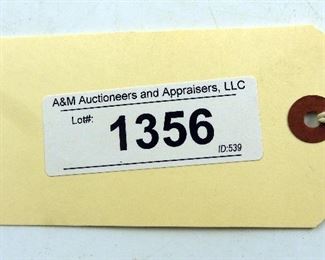 A&M Auctioneers and Appraisers, LLC
Lot#:
1356
ID:539